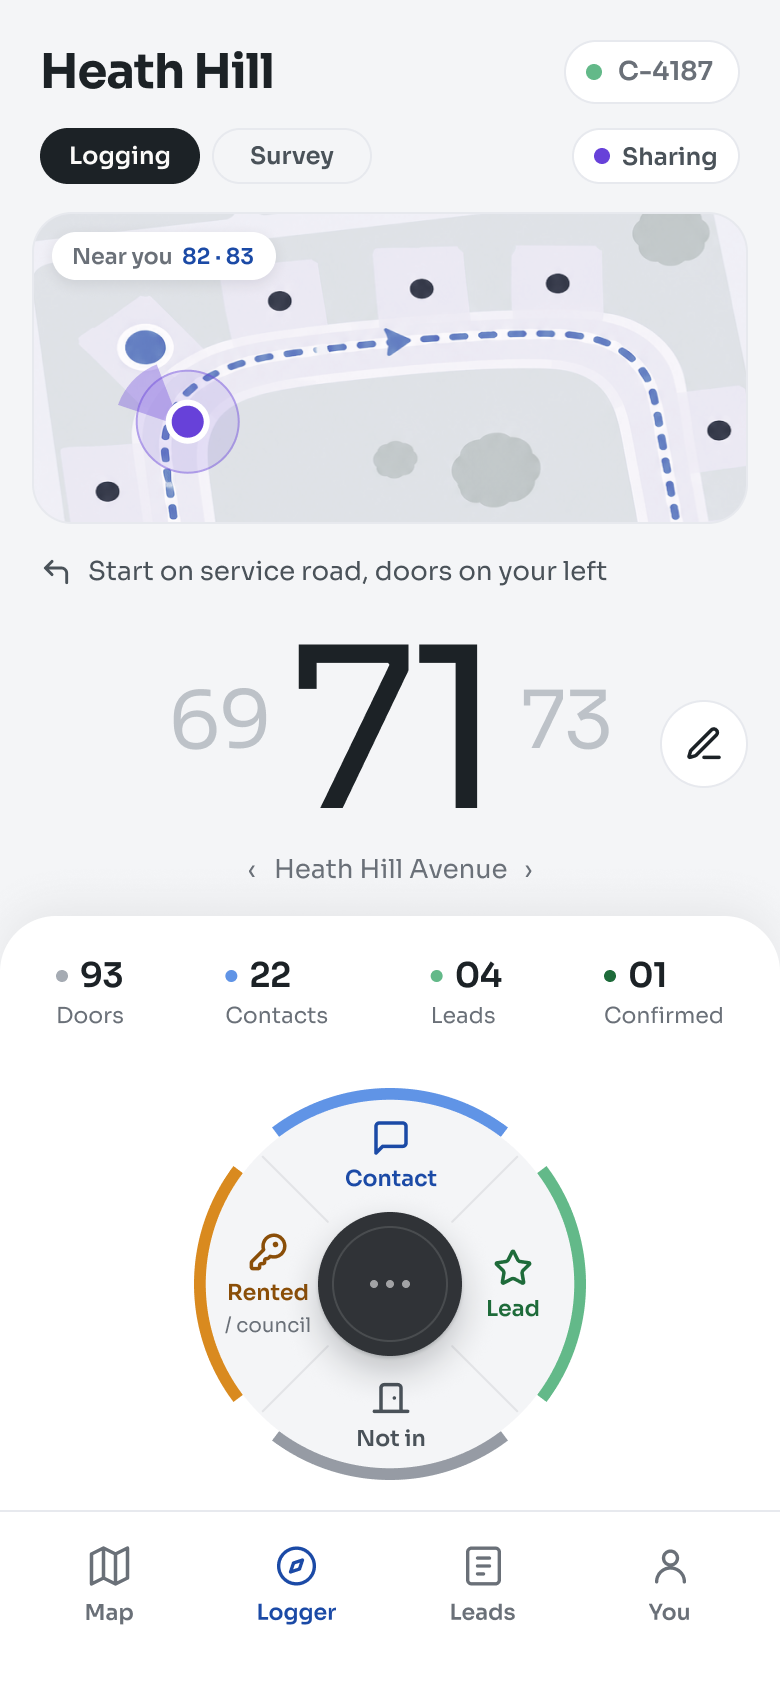 Heath Hill
C-4187
Logging
Survey
Sharing
Near you 82 · 83
Start on service road, doors on your left
69 71 73
‹ Heath Hill Avenue ›
93
Doors
22
Contacts
04
Leads
01
Confirmed
Contact
Rented
/ council
Lead
Not in
Map
Logger
Leads
You